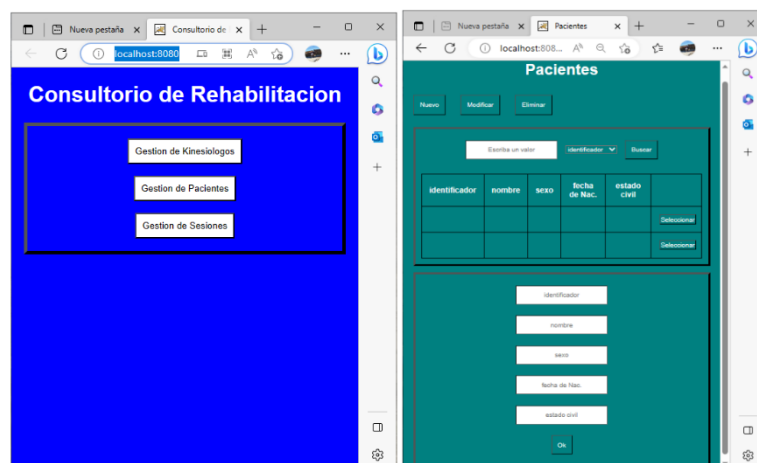 Nueva pestaña
Consultorio de
localhost:8080
Consultorio de Rehabilitacion
Gestion de Kinesiologos
Gestion de Pacientes
Gestion de Sesiones
Nueva pestaña
Pacientes
localhost:808...
Pacientes
Nuevo Modificar Eliminar
Escriba un valor identificador Buscar
identificador nombre sexo fecha de Nac. estado civil
Seleccionar
Seleccionar
identificador
nombre
sexo
fecha de Nac.
estado civil
Ok